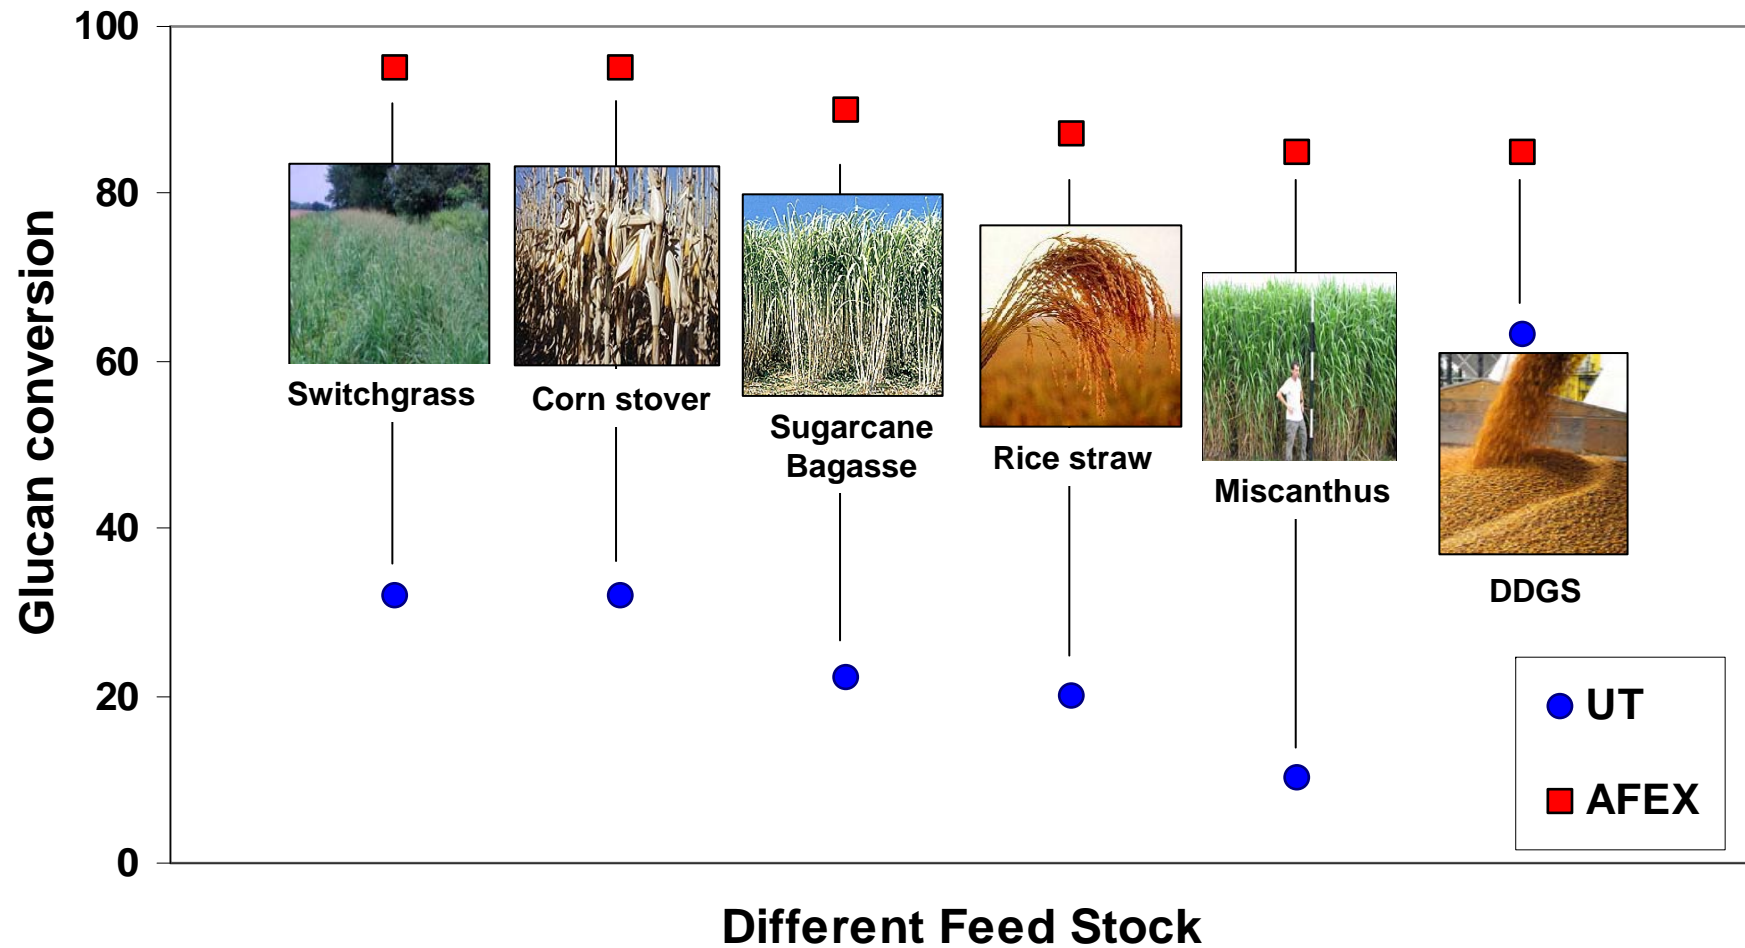 100
80
60
40
20
0
Glucan conversion
Switchgrass
Corn stover
Sugarcane
Bagasse
Rice straw
Miscanthus
DDGS
UT
AFEX
Different Feed Stock